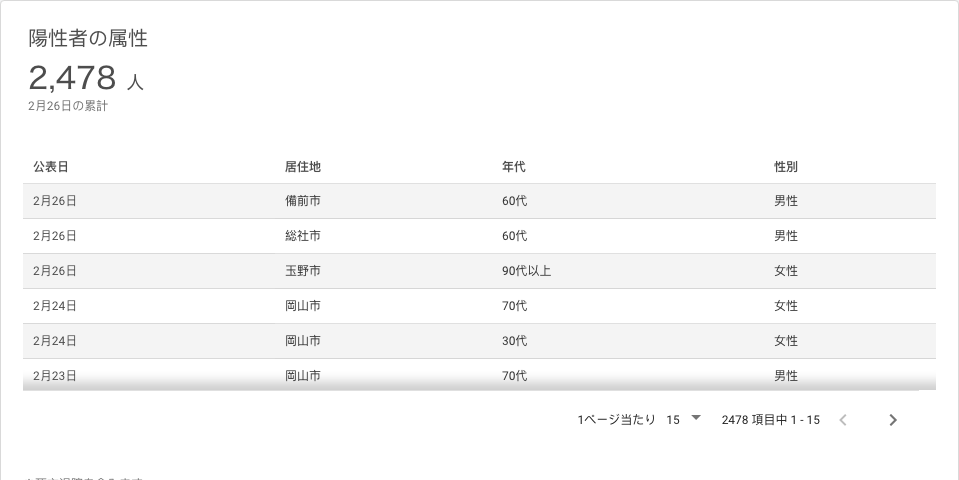 陽性者の属性
2,478 人
2月26日の累計
公表日 居住地 年代 性別
2月26日 備前市 60代 男性
2月26日 総社市 60代 男性
2月26日 玉野市 90代以上 女性
2月24日 岡山市 70代 女性
2月24日 岡山市 30代 女性
2月23日 岡山市 70代 男性
1ページ当たり 15 2478 項目中 1 - 15